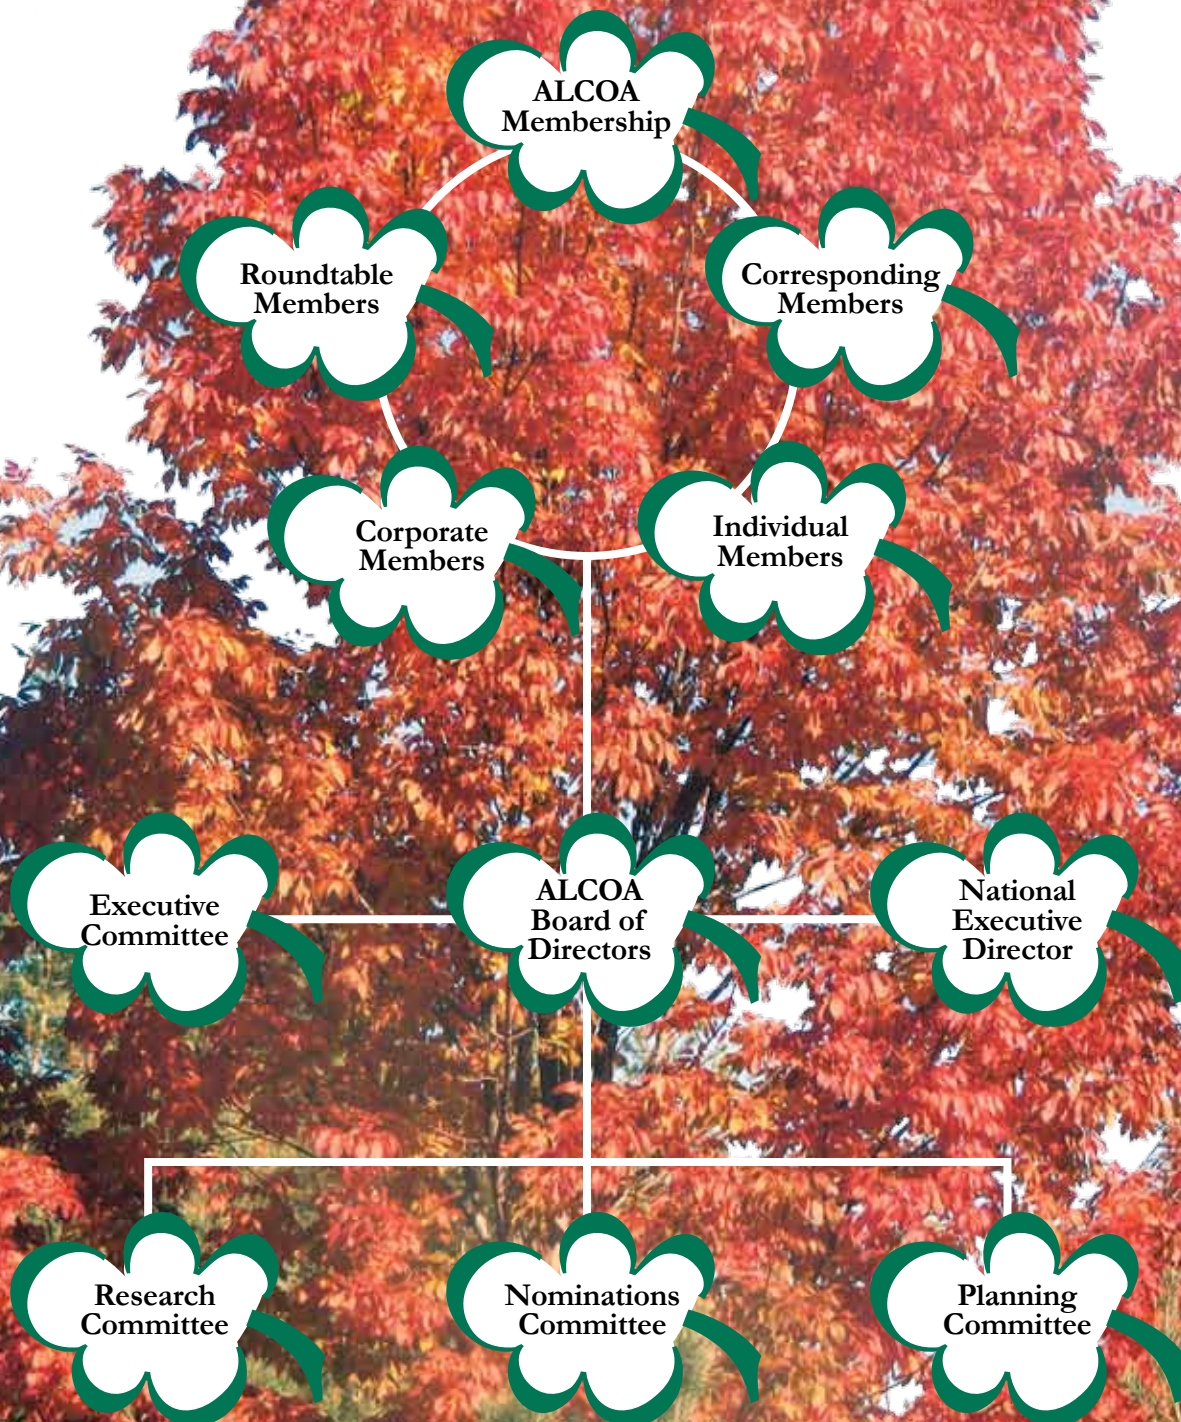 ALCOA
Membership
Roundtable
Members
Corresponding
Members
Corporate
Members
Individual
Members
Executive
Committee
ALCOA
Board of
Directors
National
Executive
Director
Research
Committee
Nominations
Committee
Planning
Committee